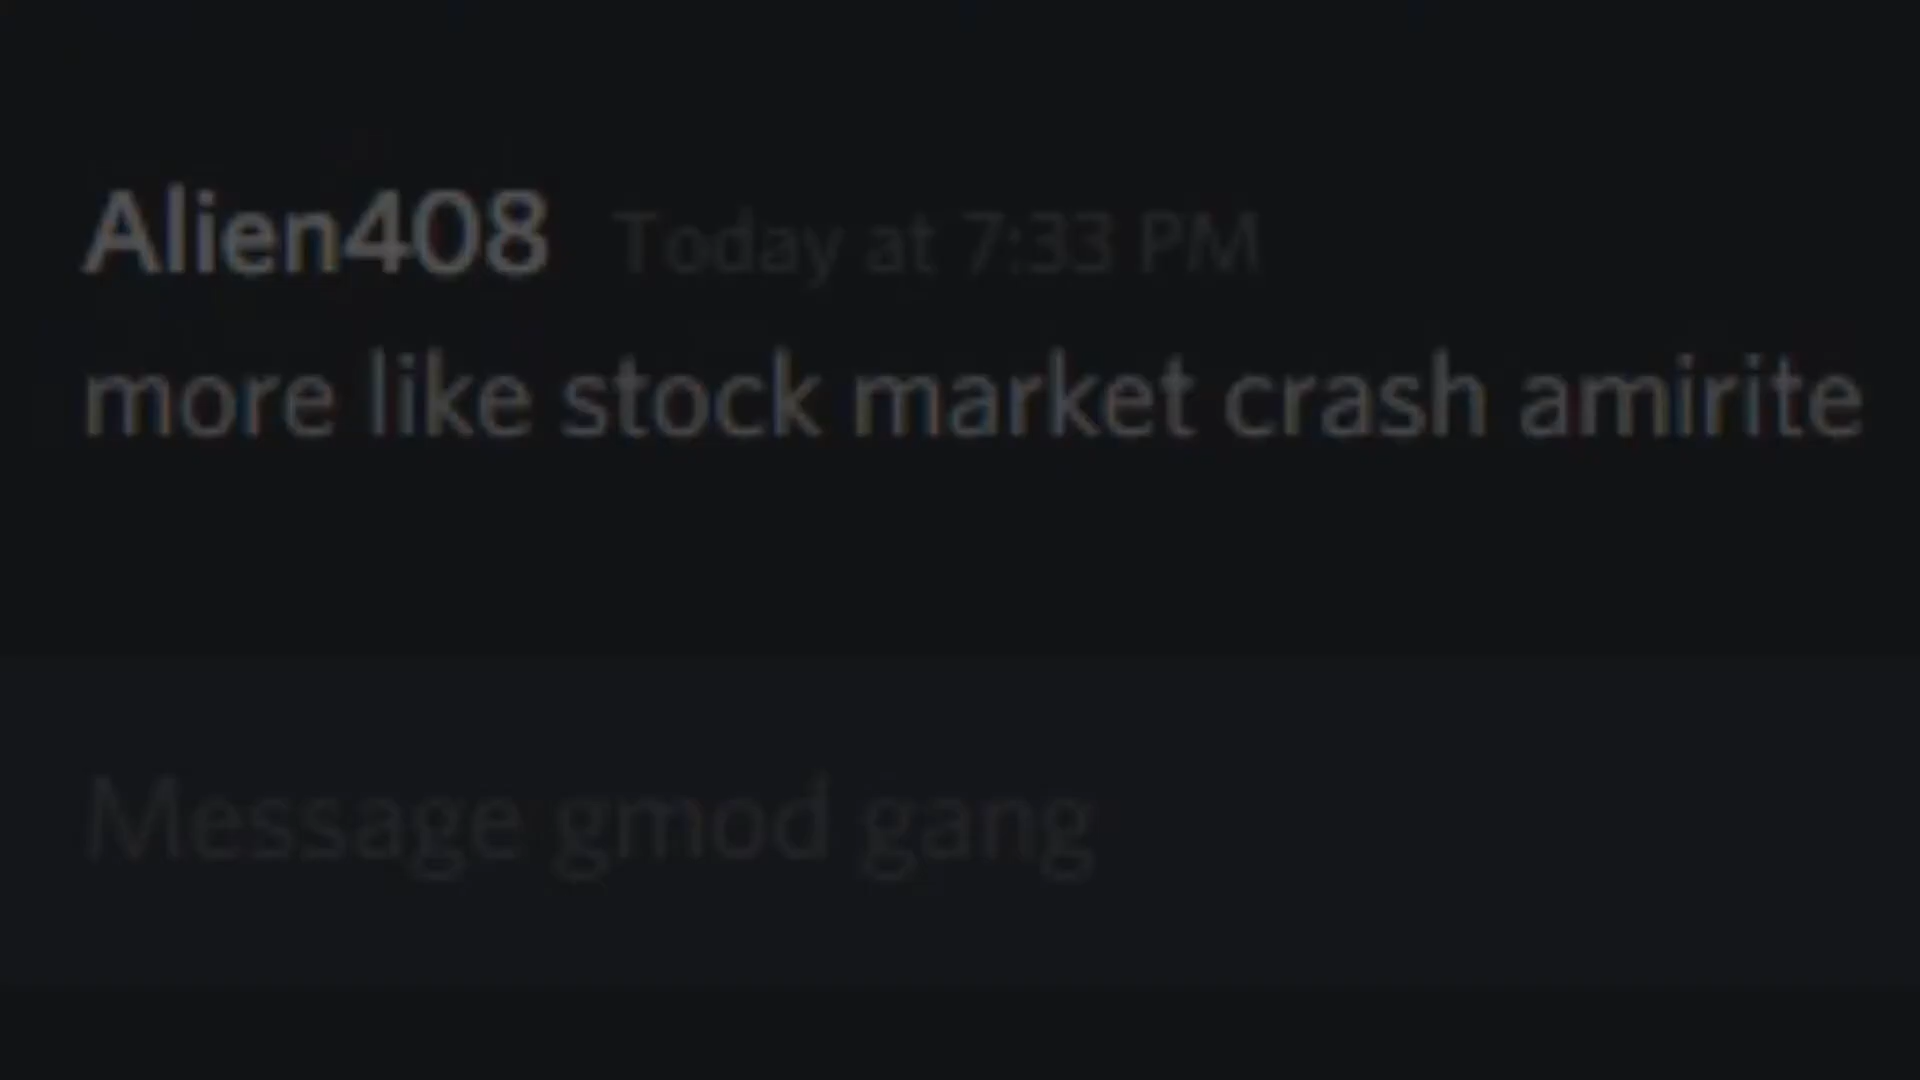 Alien408 Today at 7:33 PM
more like stock market crash amirite
Message gmod gang